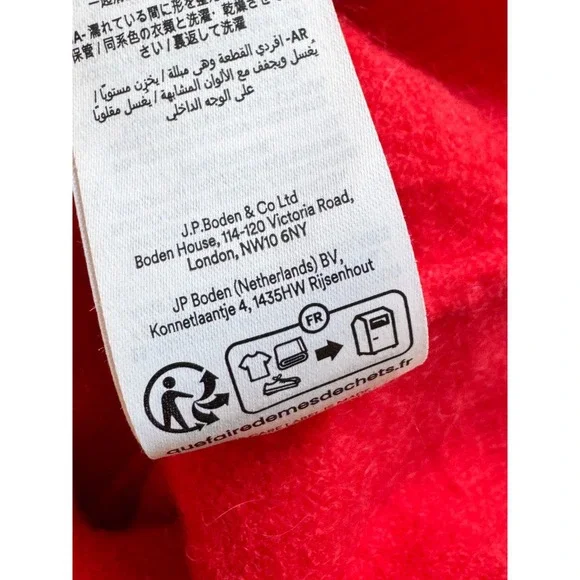 A- 濡れている間に形を整え
保管 / 同系色の衣類と洗濯、乾燥させ
さい / 裏返して洗濯
AR- افردي القطعة وهي مبللة / يخزن مستوياً /
يُغسل ويجفف مع الألوان المشابهة / يغسل مقلوباً
على الوجه الداخلي
J.P.Boden & Co Ltd
Boden House, 114-120 Victoria Road,
London, NW10 6NY
JP Boden (Netherlands) BV,
Konnetlaantje 4, 1435HW Rijsenhout
FR
quefairedemesdechets.fr